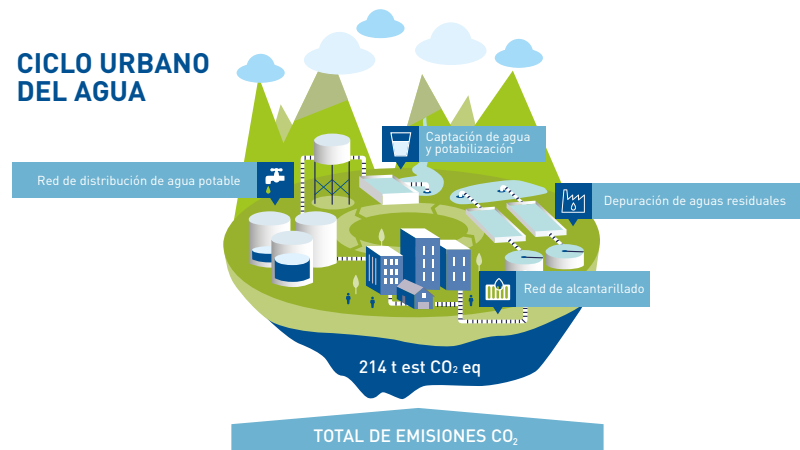 CICLO URBANO
DEL AGUA
Captación de agua
y potabilización
Red de distribución de agua potable
Depuración de aguas residuales
Red de alcantarillado
214 t est CO₂ eq
TOTAL DE EMISIONES CO₂